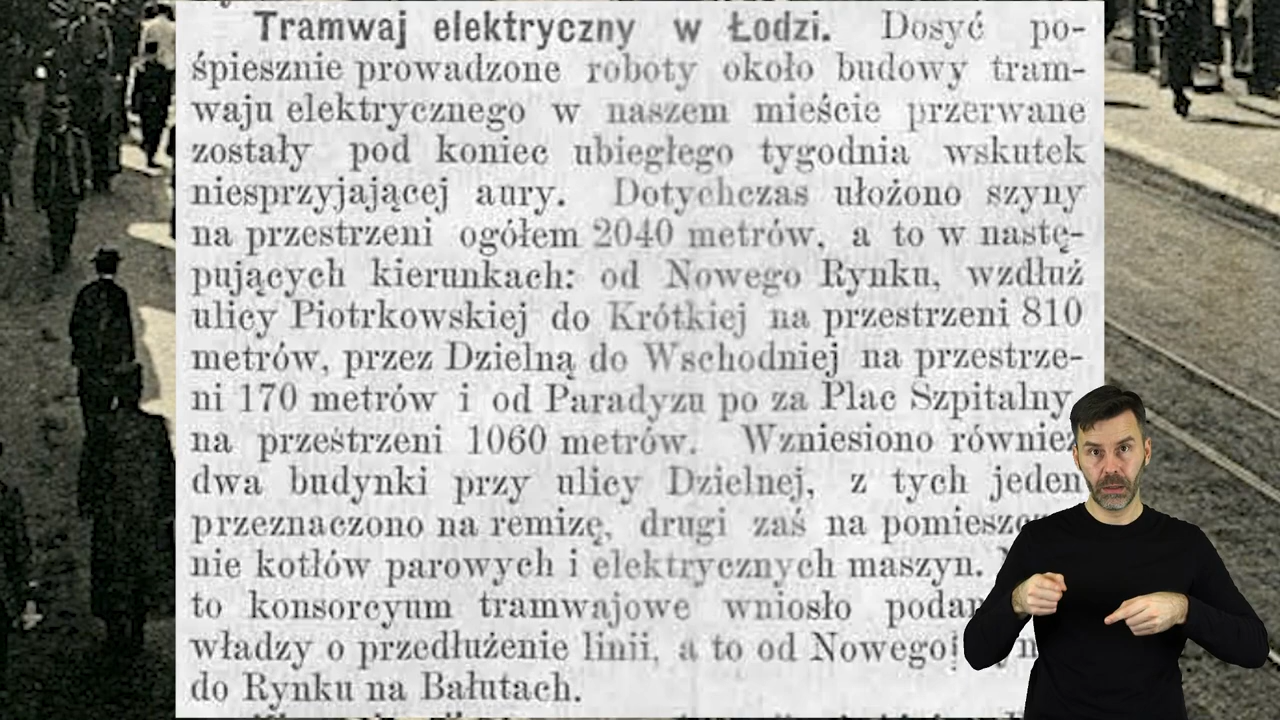 Tramwaj elektryczny w Łodzi. Dosyć po-
śpiesznie prowadzone roboty około budowy tram-
waju elektrycznego w naszem mieście przerwane
zostały pod koniec ubiegłego tygodnia wskutek
niesprzyjającej aury. Dotychczas ułożono szyny
na przestrzeni ogółem 2040 metrów, a to w nastę-
pujących kierunkach: od Nowego Rynku, wzdłuż
ulicy Piotrkowskiej do Krótkiej na przestrzeni 810
metrów, przez Dzielną do Wschodniej na przestrze-
ni 170 metrów i od Paradyzu po za Plac Szpitalny
na przestrzeni 1060 metrów. Wzniesiono również
dwa budynki przy ulicy Dzielnej, z tych jeden
przeznaczono na remizę, drugi zaś na
nie kotłów parowych i elektrycznych maszyn.
to konsorcyum tramwajowe wniosło
władzy o przedłużenie linii, a to od Nowego
do Rynku na Bałutach.